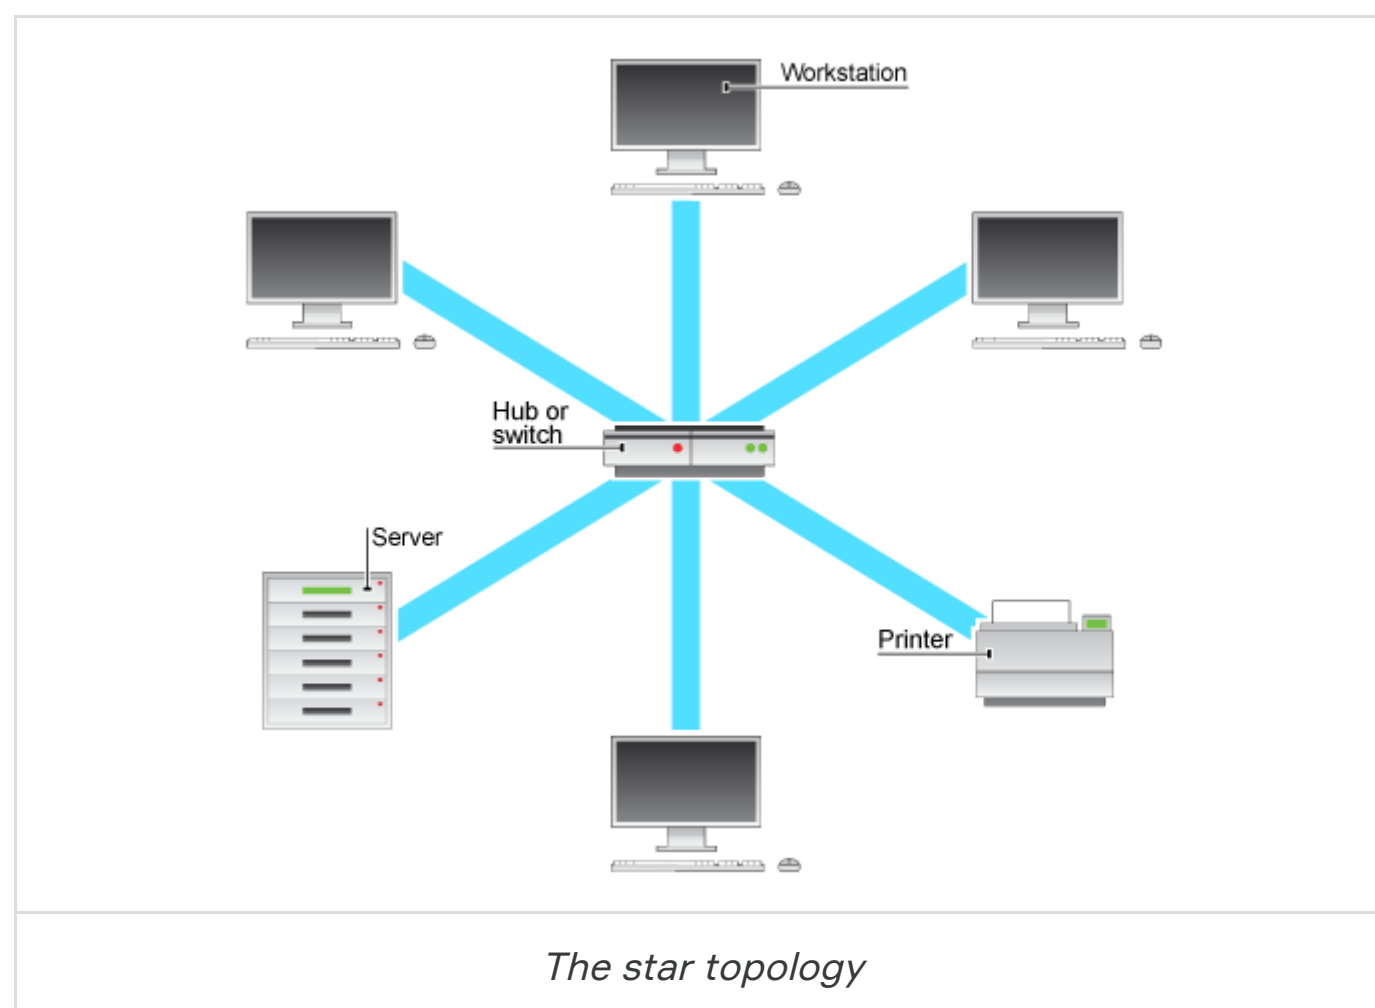 Workstation
Hub or
switch
Server
Printer
The star topology